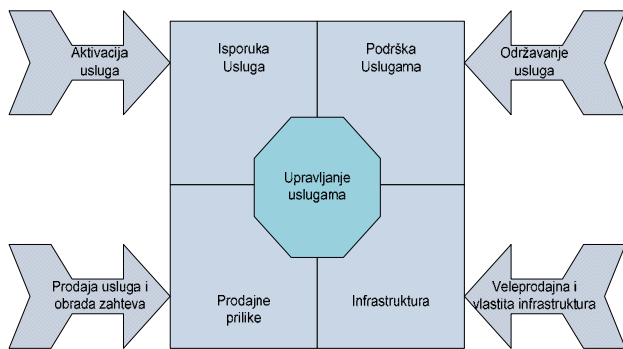 Aktivacija
usluga
Isporuka
Usluga
Podrška
Uslugama
Održavanje
usluga
Upravljanje
uslugama
Prodaja usluga i
obrada zahteva
Prodajne
prilike
Infrastruktura
Veleprodajna i
vlastita infrastruktura